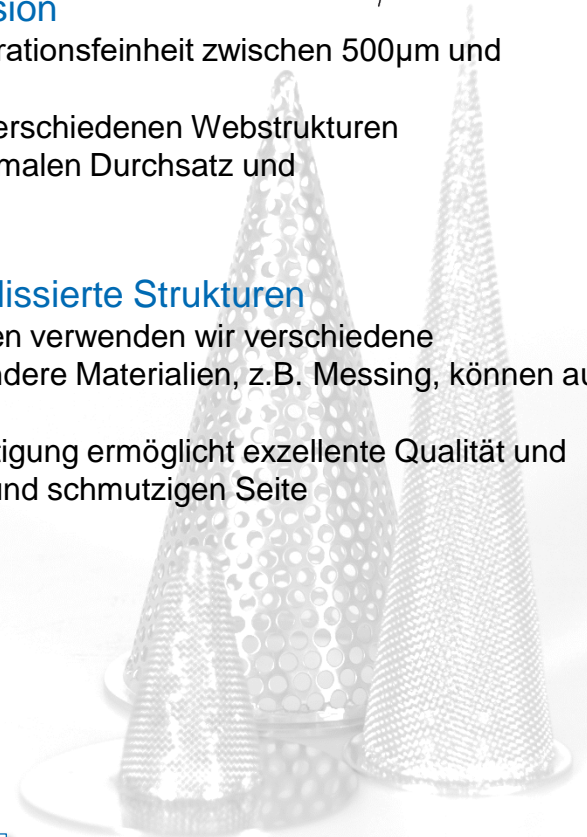 sion
rationsfeinheit zwischen 500µm und
erschiedenen Webstrukturen
malen Durchsatz und
lissierte Strukturen
en verwenden wir verschiedene
ndere Materialien, z.B. Messing, können au
tigung ermöglicht exzellente Qualität und
und schmutzigen Seite